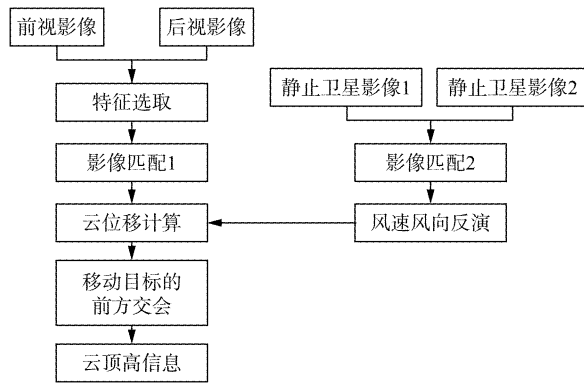 前视影像
后视影像
特征选取
静止卫星影像1
静止卫星影像2
影像匹配1
影像匹配2
云位移计算
风速风向反演
移动目标的
前方交会
云顶高信息